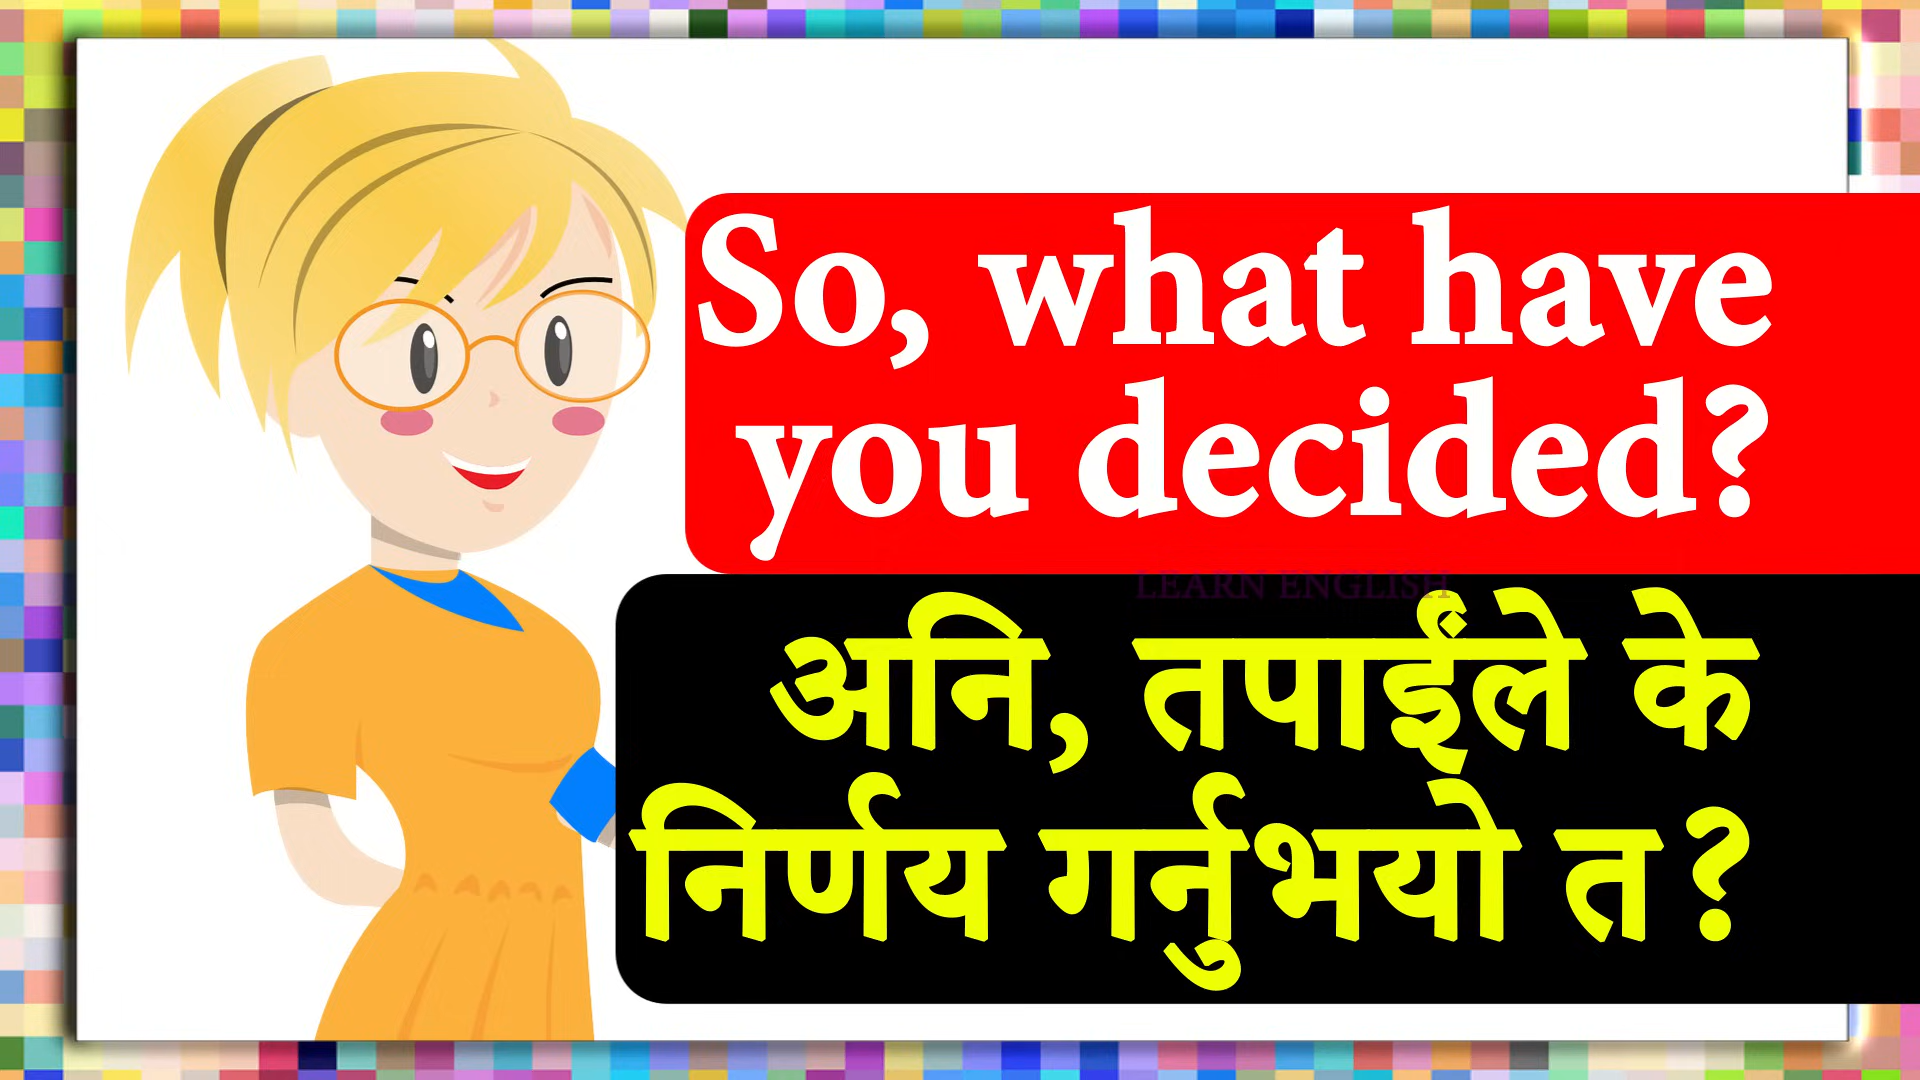 So, what have
you decided?
LEARN ENGLISH
अनि, तपाईंले के
निर्णय गर्नुभयो त?